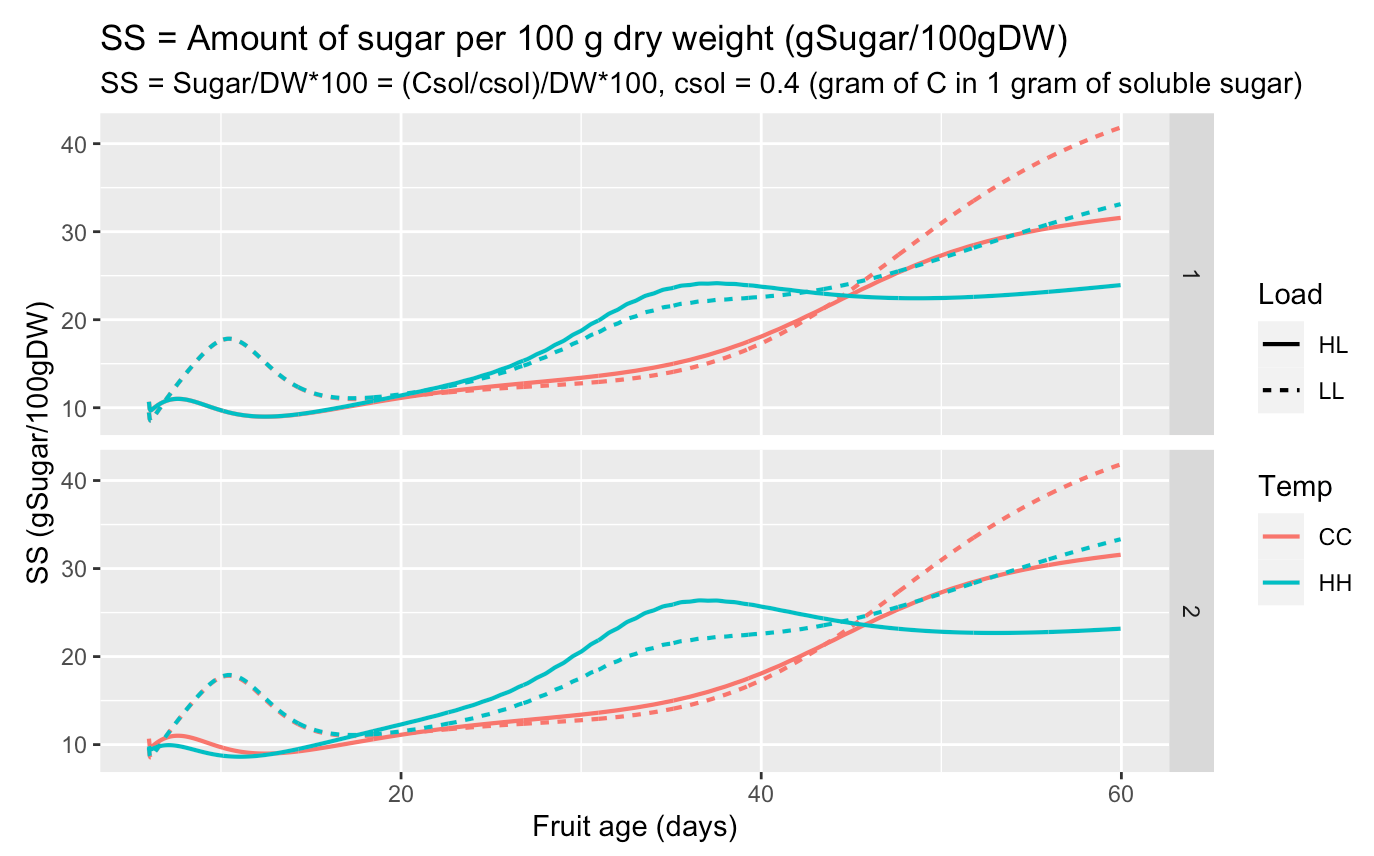 SS = Amount of sugar per 100 g dry weight (gSugar/100gDW)
SS = Sugar/DW*100 = (Csol/csol)/DW*100, csol = 0.4 (gram of C in 1 gram of soluble sugar)
SS (gSugar/100gDW)
40
30
20
10
1
40
30
20
10
2
20
40
60
Fruit age (days)
Load
HL
LL
Temp
CC
HH